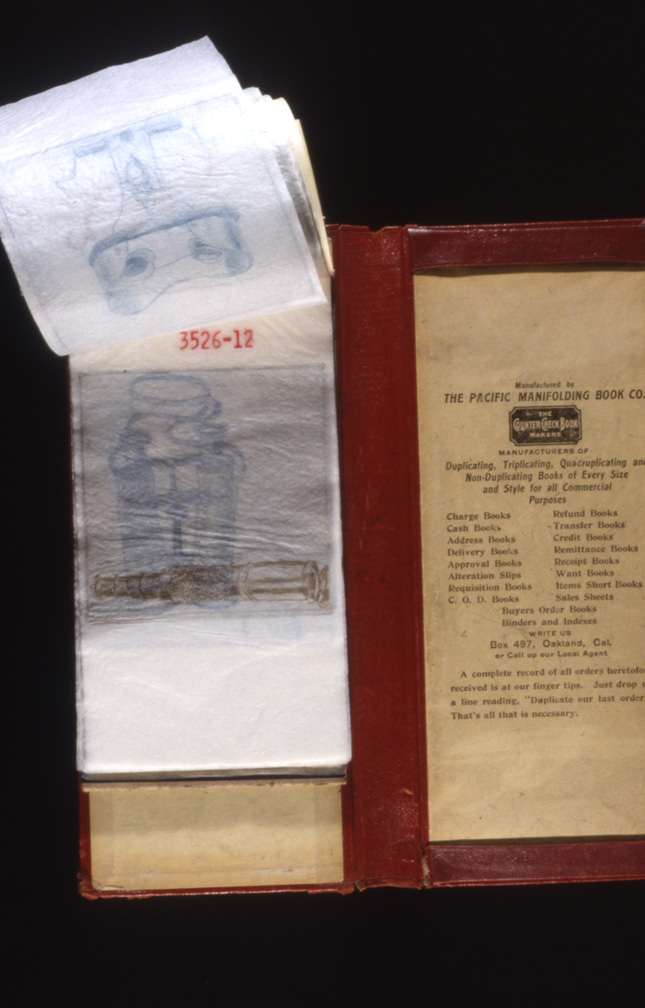 3526-12
Manufactured by
THE PACIFIC MANIFOLDING BOOK CO.
THE
COUNTER CHECK BOOK
MAKERS
MANUFACTURERS OF
Duplicating, Triplicating, Quadruplicating and
Non-Duplicating Books of Every Size
and Style for all Commercial
Purposes
Charge Books Refund Books
Cash Books Transfer Books
Address Books Credit Books
Delivery Books Remittance Books
Approval Books Receipt Books
Alteration Slips Want Books
Requisition Books Items Short Books
C. O. D. Books Sales Sheets
Buyers Order Books
Binders and Indexes
WRITE US
Box 497, Oakland, Cal.
or Call up our Local Agent
A complete record of all orders heretofo
received is at our finger tips. Just drop
a line reading, "Duplicate our last order
That's all that is necessary.